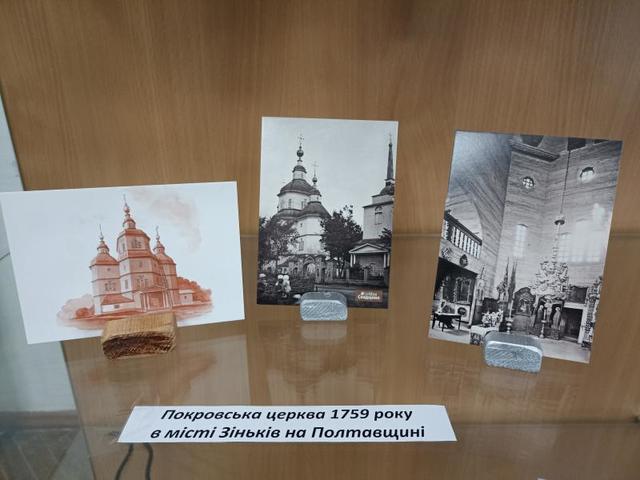 Покровська церква 1759 року
в місті Зіньків на Полтавщині